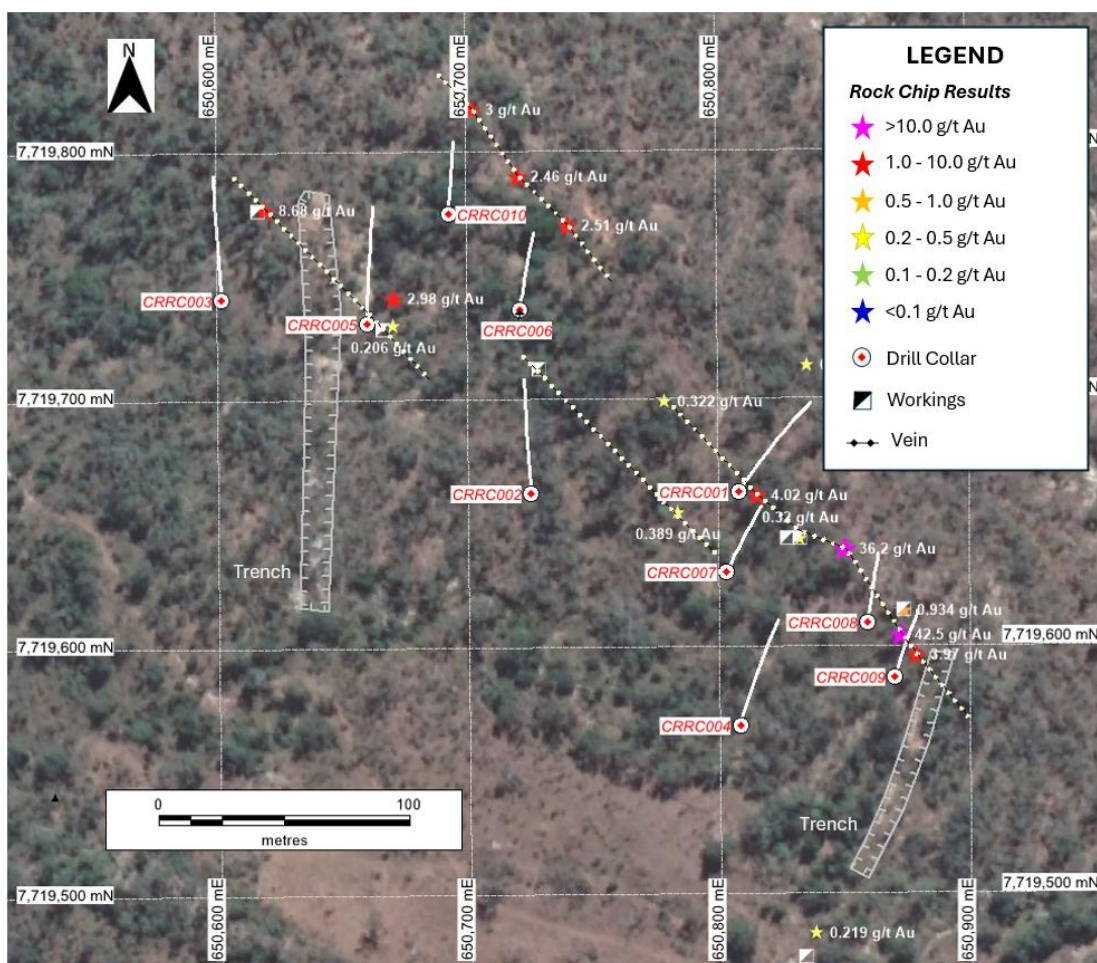 LEGEND
Rock Chip Results
>10.0 g/t Au
1.0 - 10.0 g/t Au
0.5 - 1.0 g/t Au
0.2 - 0.5 g/t Au
0.1 - 0.2 g/t Au
<0.1 g/t Au
Drill Collar
Workings
Vein
N
650,600 mE
650,700 mE
650,800 mE
3 g/t Au
7,719,800 mN
2.46 g/t Au
8.68 g/t Au
CRRC010
2.51 g/t Au
CRRC003
2.98 g/t Au
CRRC005
CRRC006
0.206 g/t Au
7,719,700 mN
0.322 g/t Au
CRRC002
CRRC001
4.02 g/t Au
0.32 g/t Au
0.389 g/t Au
36.2 g/t Au
Trench
CRRC007
0.934 g/t Au
CRRC008
42.5 g/t Au
7,719,600 mN
7,719,600 mN
3.97 g/t Au
CRRC009
CRRC004
0
100
metres
Trench
7,719,500 mN
7,719,500 mN
650,600 mE
650,700 mE
650,800 mE
650,900 mE
0.219 g/t Au